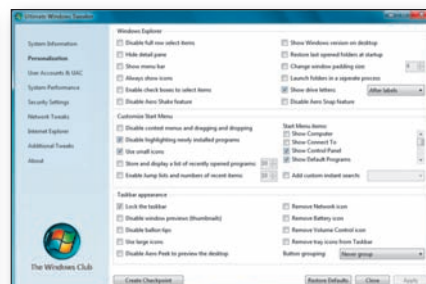 Ultimate Windows Tweaker
System Information
Personalization
User Accounts & UAC
System Performance
Security Settings
Network Tweaks
Internet Explorer
Additional Tweaks
About
The Windows Club
Windows Explorer
Disable full row select items
Hide detail pane
Show menu bar
Always show icons
Enable check boxes to select items
Disable Aero Shake feature
Show Windows version on desktop
Restore last opened folders at startup
Change window padding size
Launch folders in a separate process
Show drive letters
After labels
Disable Aero Snap feature
Customize Start Menu
Disable context menus and dragging and dropping
Disable highlighting newly installed programs
Use small icons
Store and display a list of recently opened programs
Enable Jump lists and numbers of recent items
Start Menu items:
Show Computer
Show Connect To
Show Control Panel
Show Default Programs
Add custom instant search:
Taskbar appearance
Lock the taskbar
Disable window previews (thumbnails)
Disable ballon tips
Use large icons
Disable Aero Peek to preview the desktop
Remove Network icon
Remove Battery icon
Remove Volume Control icon
Remove tray icons from Taskbar
Button grouping:
Never group
Create Checkpoint
Restore Defaults
Close
Apply